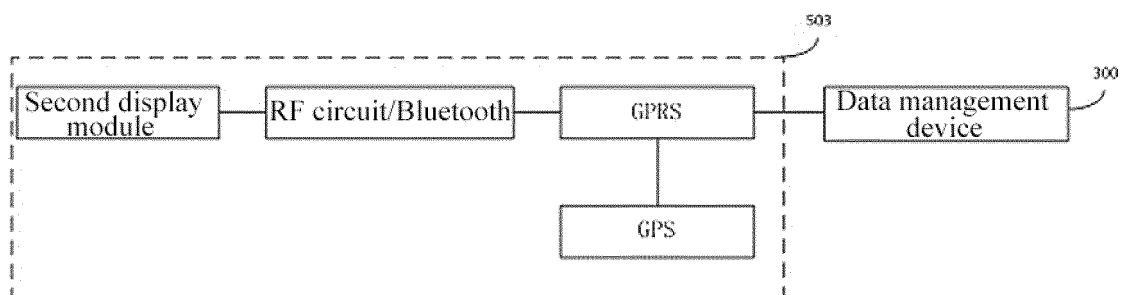 503
300
Second display
module
RF circuit/Bluetooth
GPRS
Data management
device
GPS